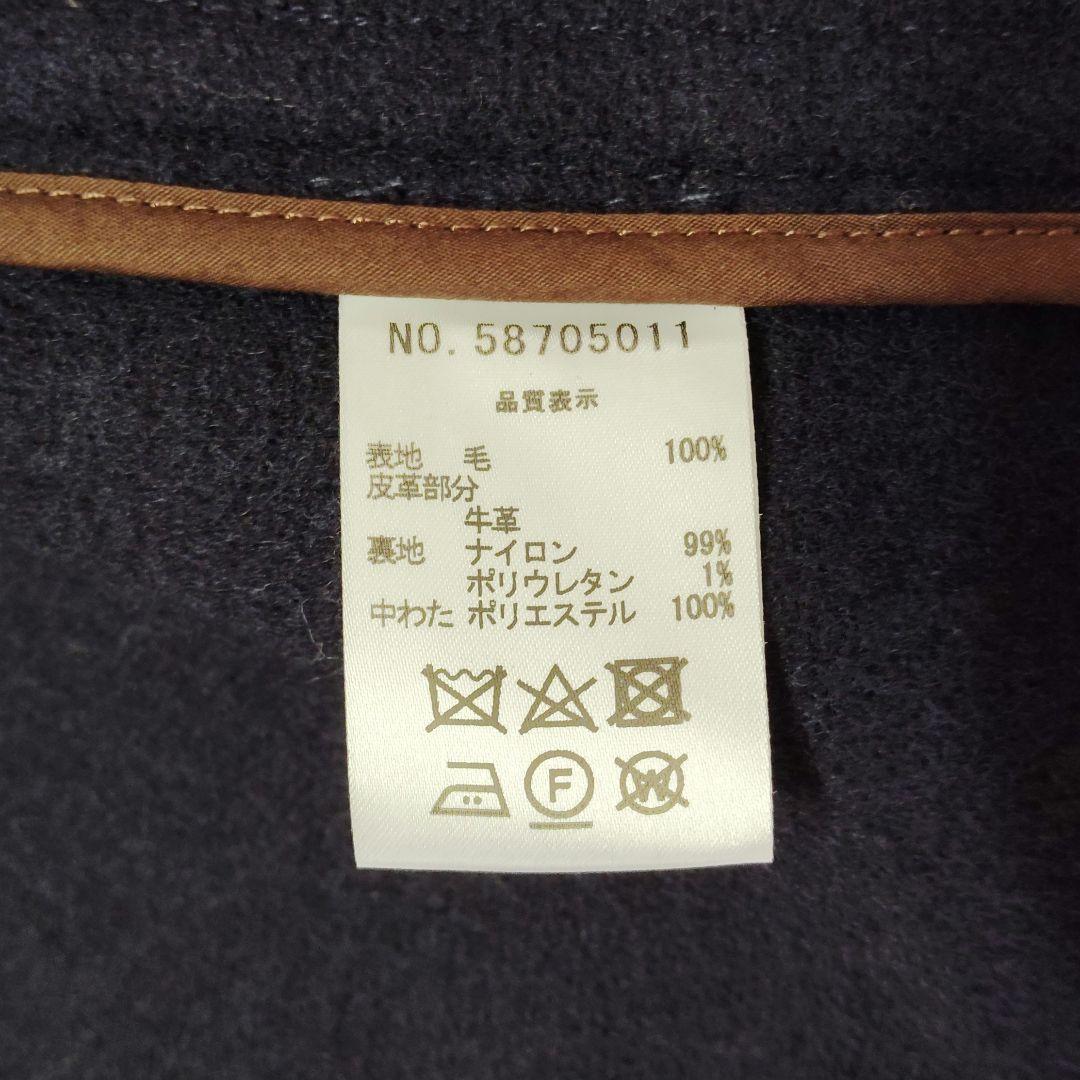 NO. 58705011
品質表示
表地 毛 100%
皮革部分
牛革
裏地 ナイロン 99%
ポリウレタン 1%
中わた ポリエステル 100%
F W